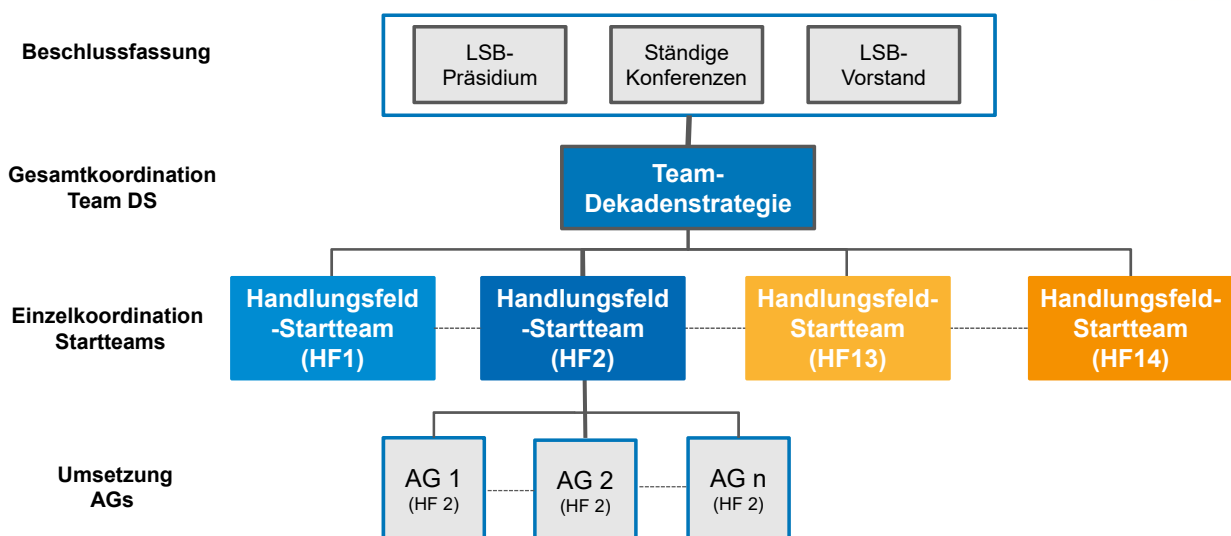 Beschlussfassung
LSB-
Präsidium
Ständige
Konferenzen
LSB-
Vorstand
Gesamtkoordination
Team DS
Team-
Dekadenstrategie
Einzelkoordination
Startteams
Handlungsfeld
-Startteam
(HF1)
Handlungsfeld
-Startteam
(HF2)
Handlungsfeld-
Startteam
(HF13)
Handlungsfeld-
Startteam
(HF14)
Umsetzung
AGs
AG 1
(HF 2)
AG 2
(HF 2)
AG n
(HF 2)